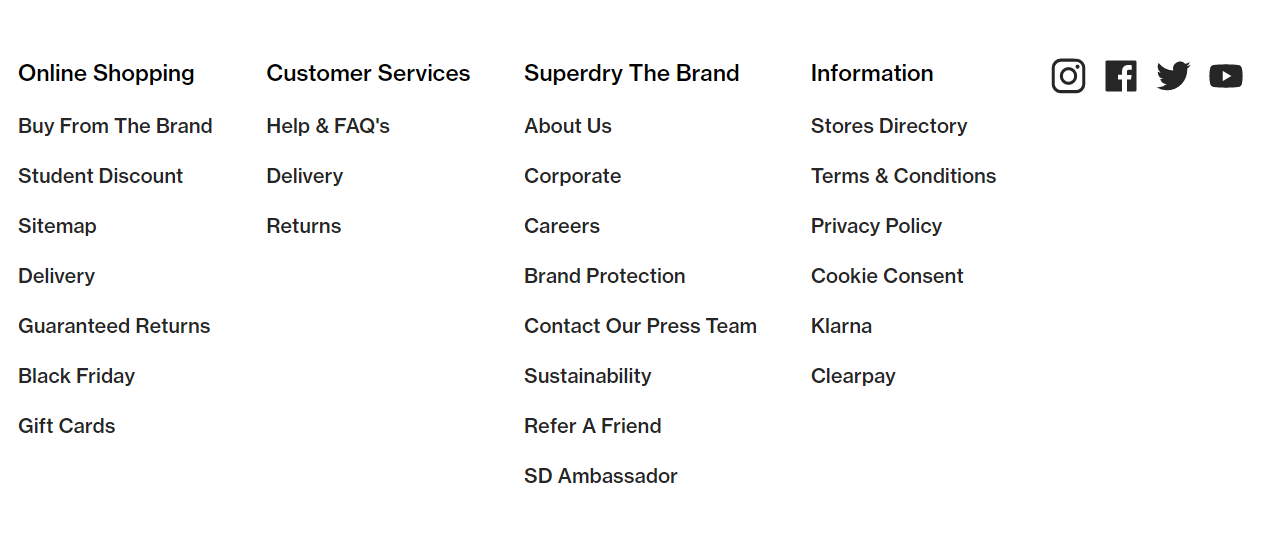 Online Shopping
Buy From The Brand
Student Discount
Sitemap
Delivery
Guaranteed Returns
Black Friday
Gift Cards
Customer Services
Help & FAQ's
Delivery
Returns
Superdry The Brand
About Us
Corporate
Careers
Brand Protection
Contact Our Press Team
Sustainability
Refer A Friend
SD Ambassador
Information
Stores Directory
Terms & Conditions
Privacy Policy
Cookie Consent
Klarna
Clearpay